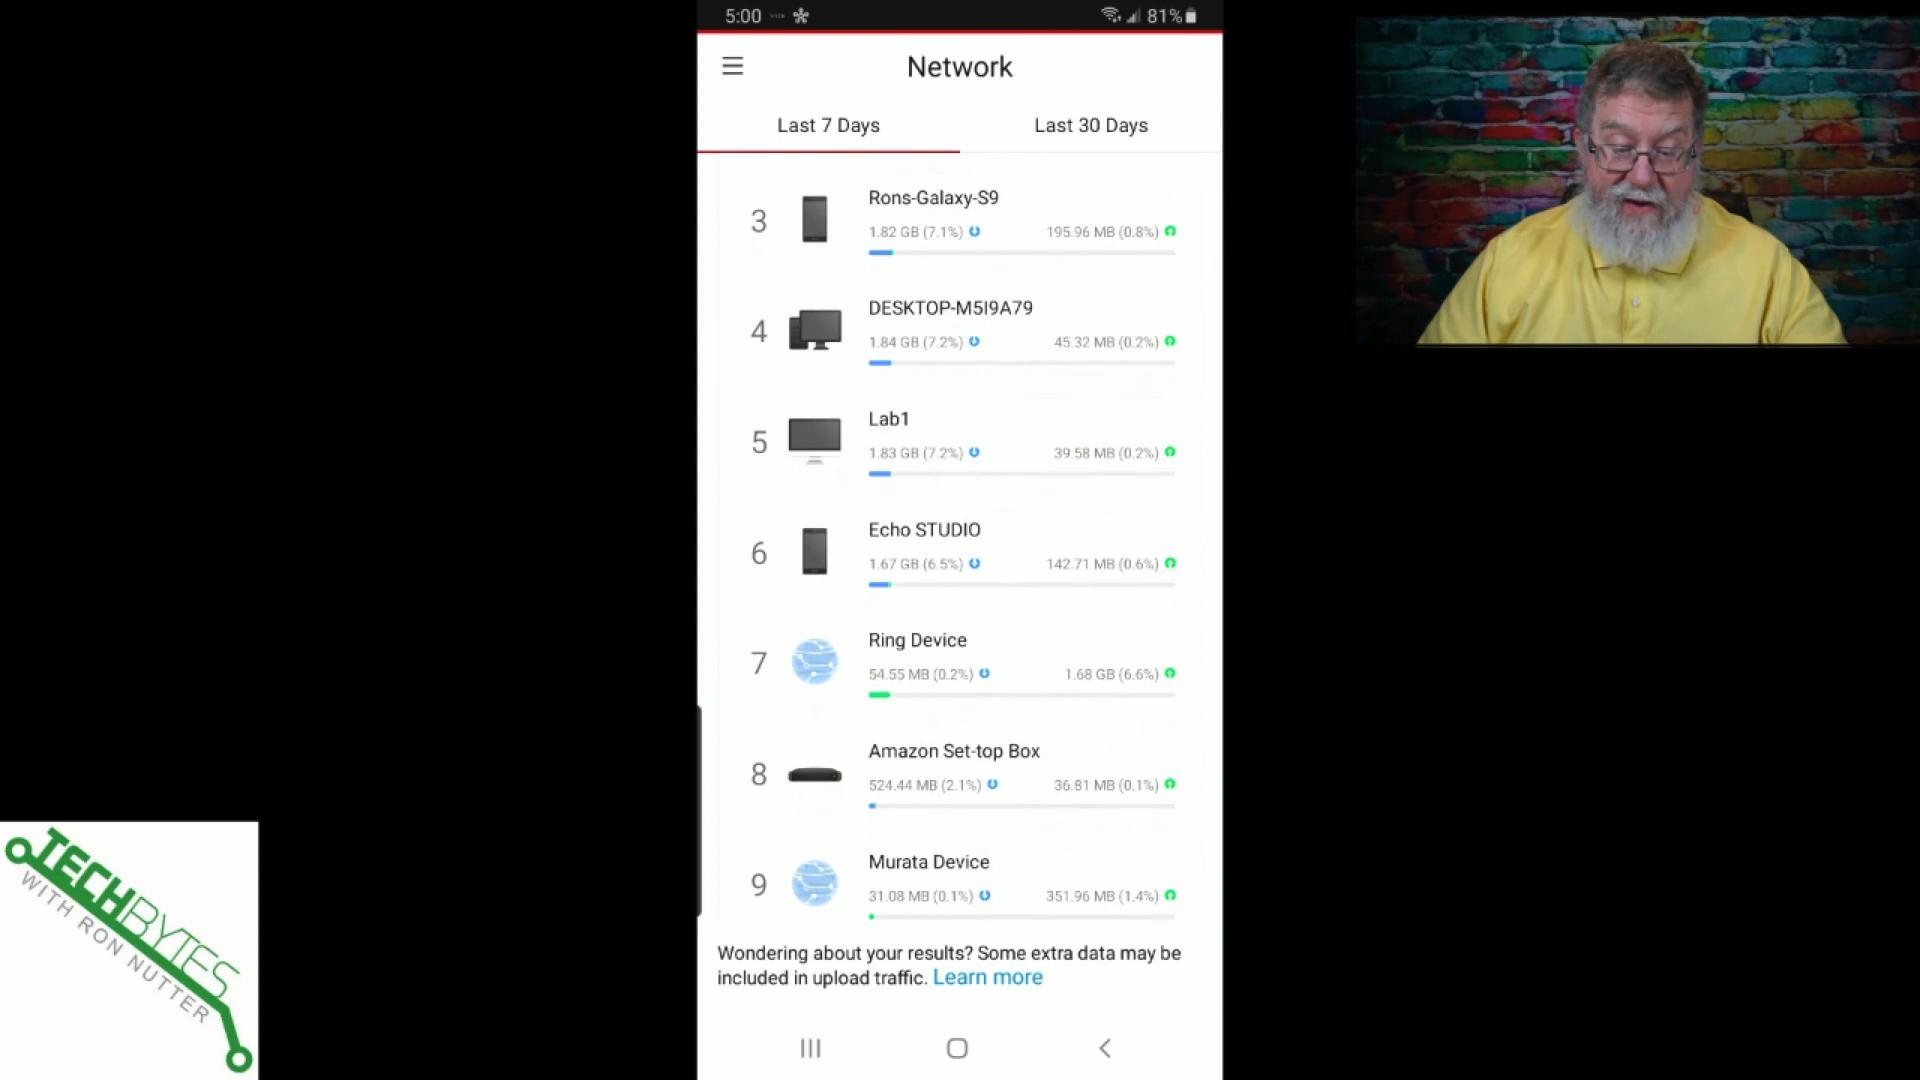 5:00
81%
Network
Last 7 Days
Last 30 Days
3
Rons-Galaxy-S9
1.82 GB (7.1%)
195.96 MB (0.8%)
4
DESKTOP-M5I9A79
1.84 GB (7.2%)
45.32 MB (0.2%)
5
Lab1
1.83 GB (7.2%)
39.58 MB (0.2%)
6
Echo STUDIO
1.67 GB (6.5%)
142.71 MB (0.6%)
7
Ring Device
54.55 MB (0.2%)
1.68 GB (6.6%)
8
Amazon Set-top Box
524.44 MB (2.1%)
36.81 MB (0.1%)
9
Murata Device
31.08 MB (0.1%)
351.96 MB (1.4%)
Wondering about your results? Some extra data may be
included in upload traffic. Learn more
TECHBYTES
WITH RON NUTTER